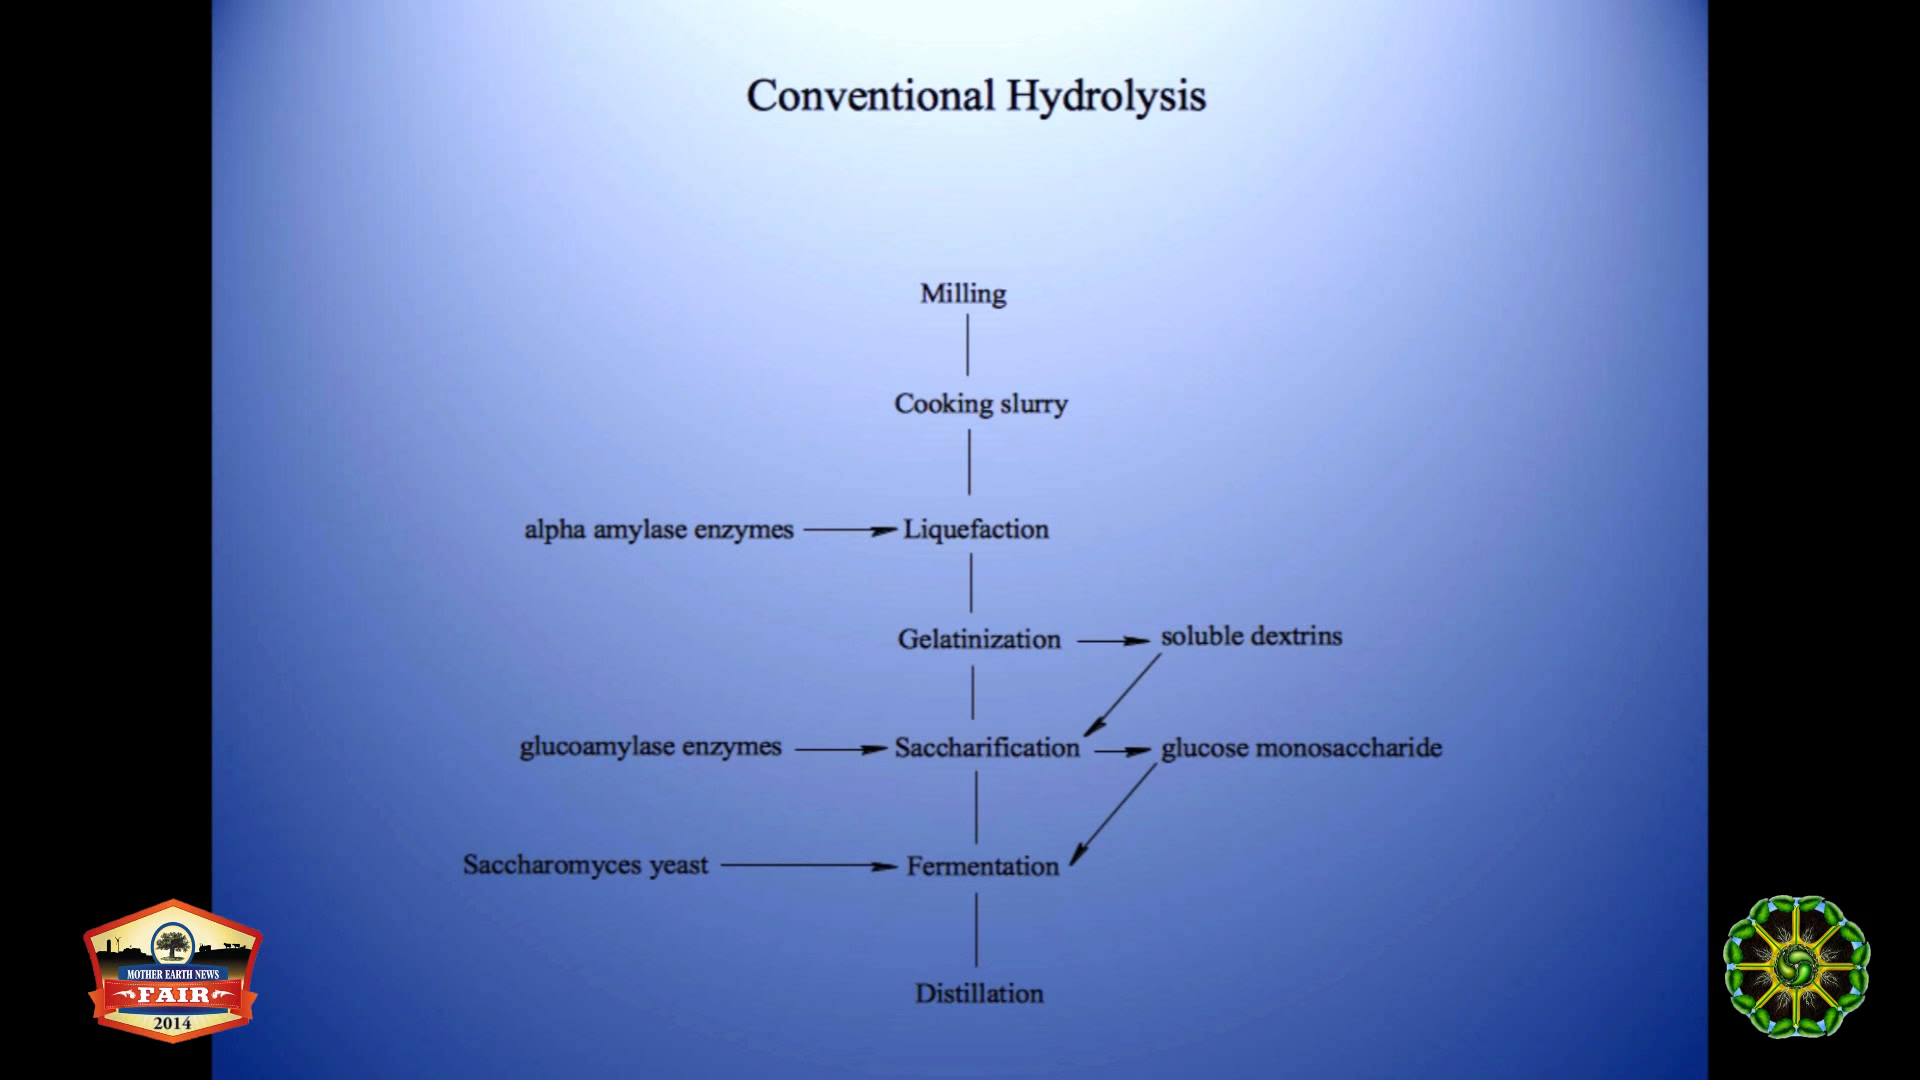 Conventional Hydrolysis
Milling
Cooking slurry
alpha amylase enzymes Liquefaction
Gelatinization soluble dextrins
glucoamylase enzymes Saccharification glucose monosaccharide
Saccharomyces yeast Fermentation
Distillation
MOTHER EARTH NEWS
FAIR
2014